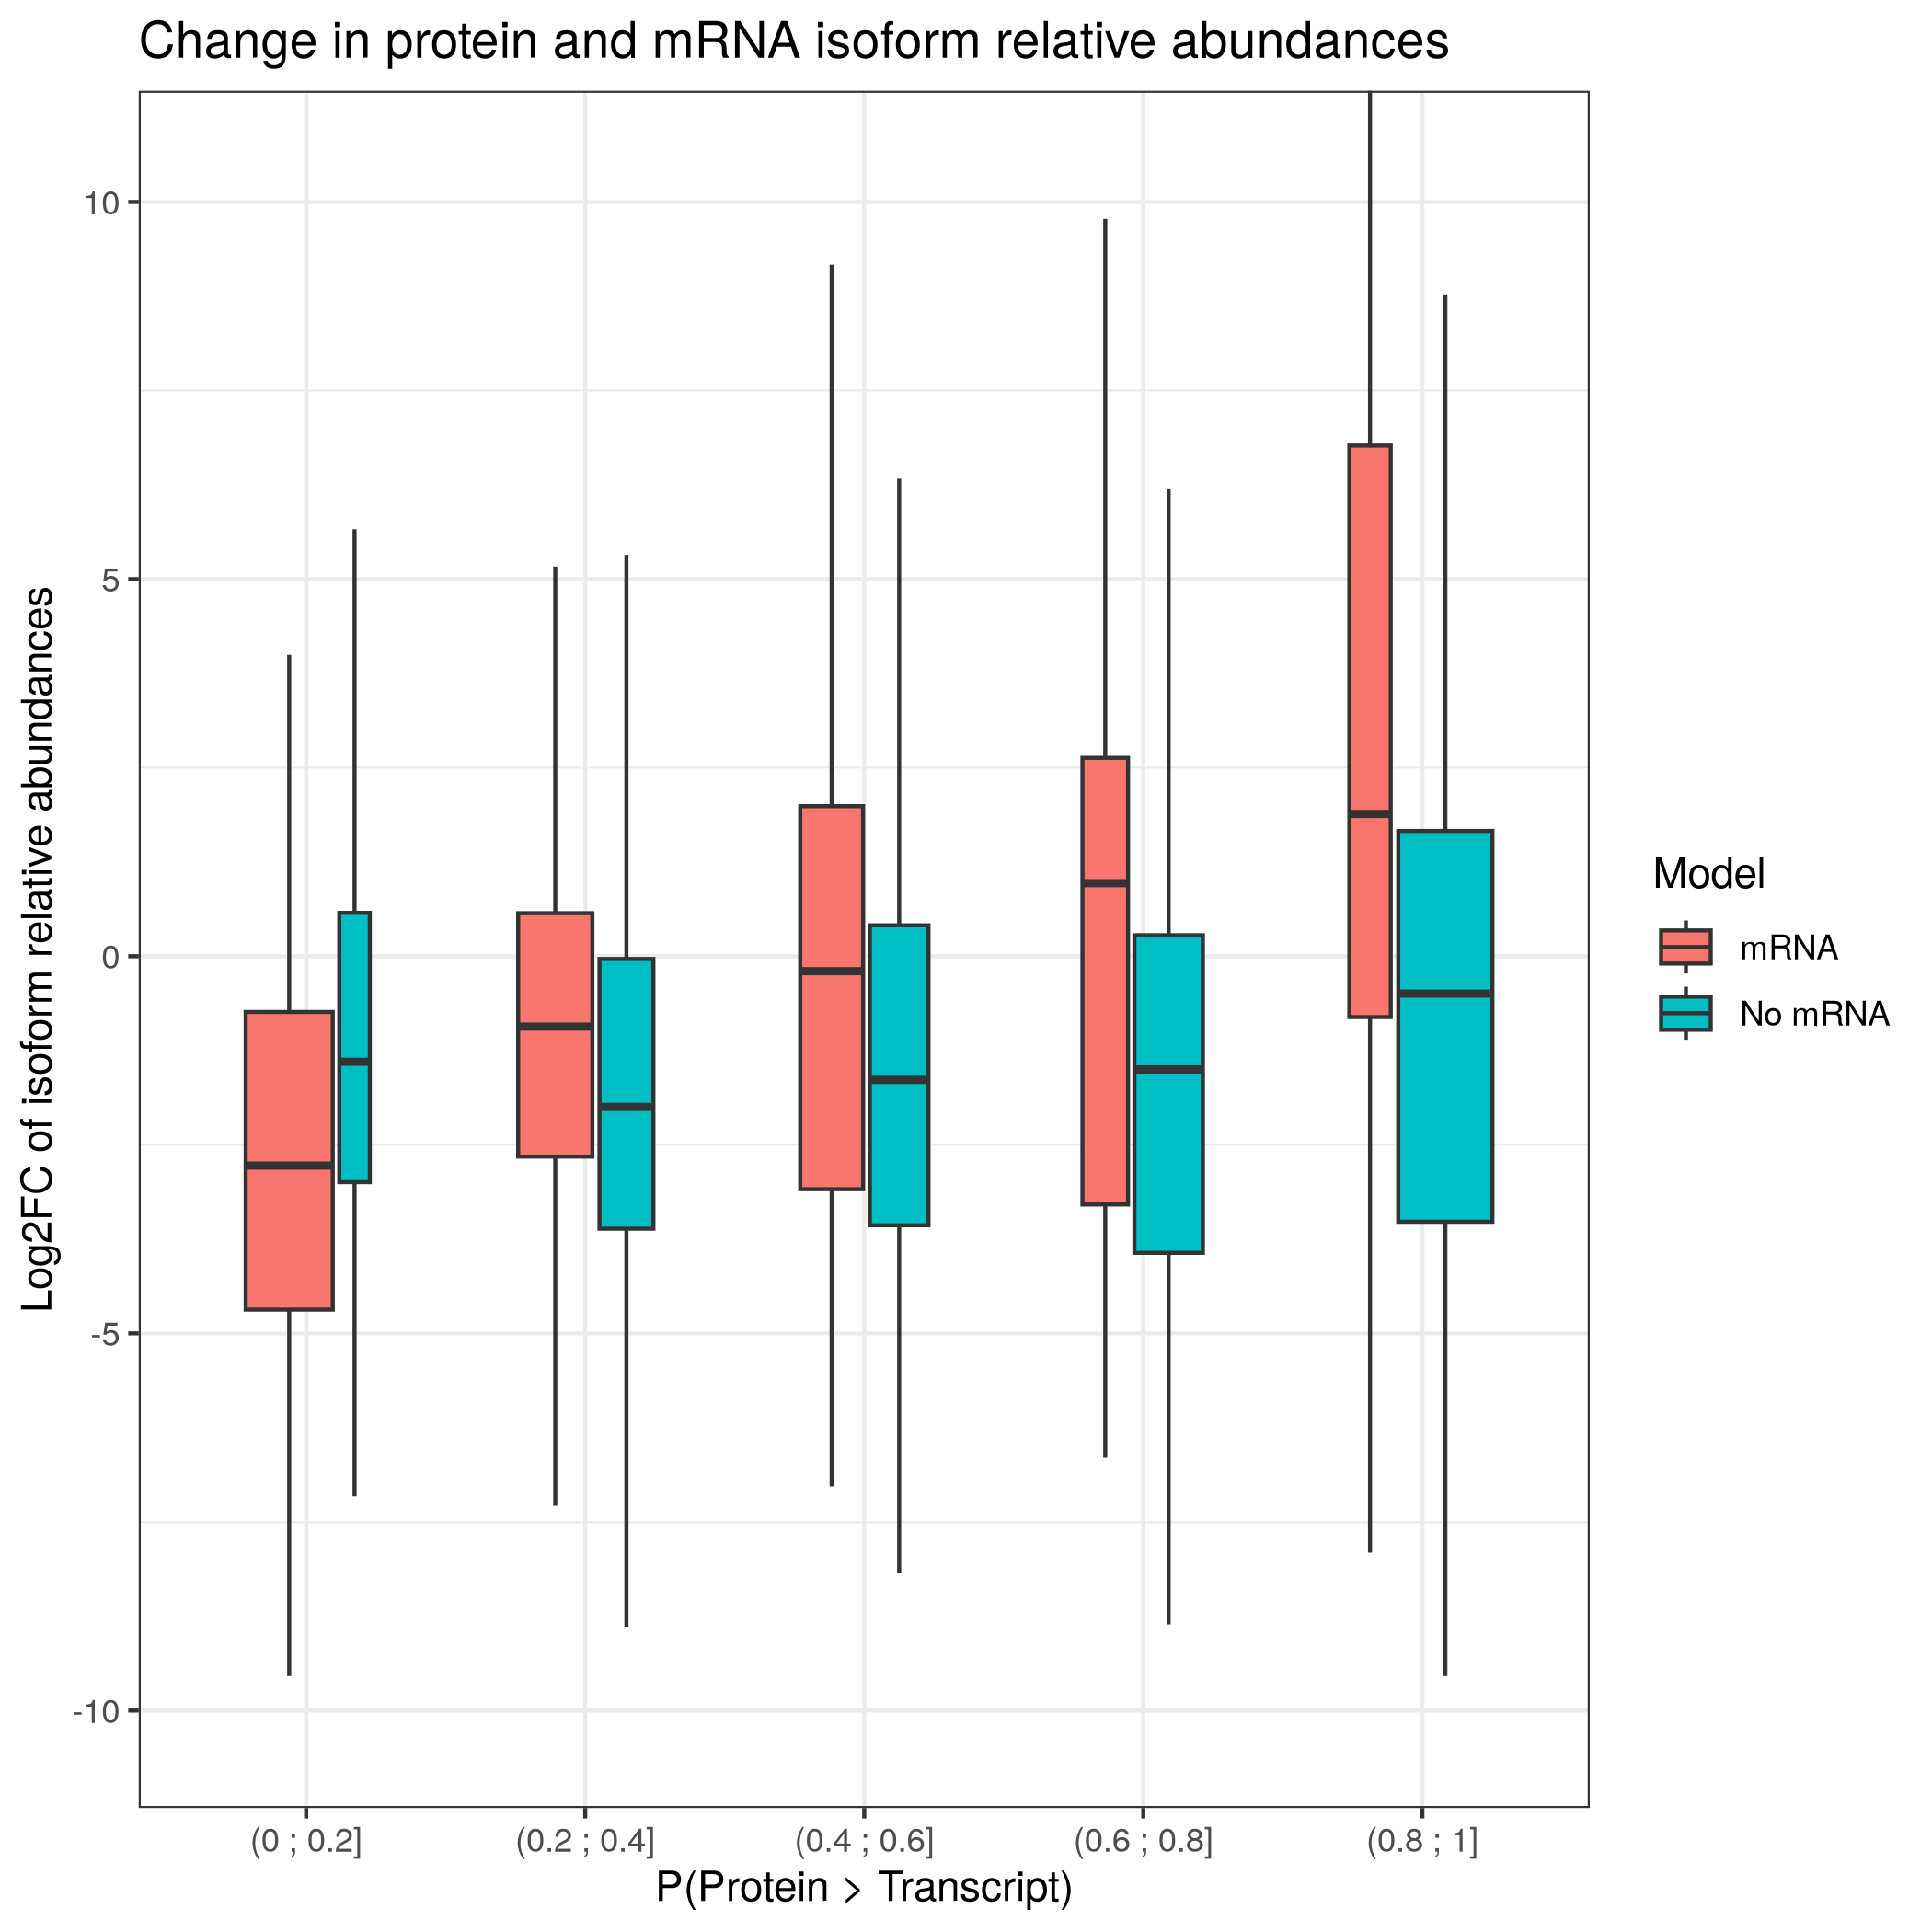 Change in protein and mRNA isoform relative abundances
Log2FC of isoform relative abundances
10
5
0
-5
-10
(0 ; 0.2]
(0.2 ; 0.4]
(0.4 ; 0.6]
(0.6 ; 0.8]
(0.8 ; 1]
P(Protein > Transcript)
Model
mRNA
No mRNA